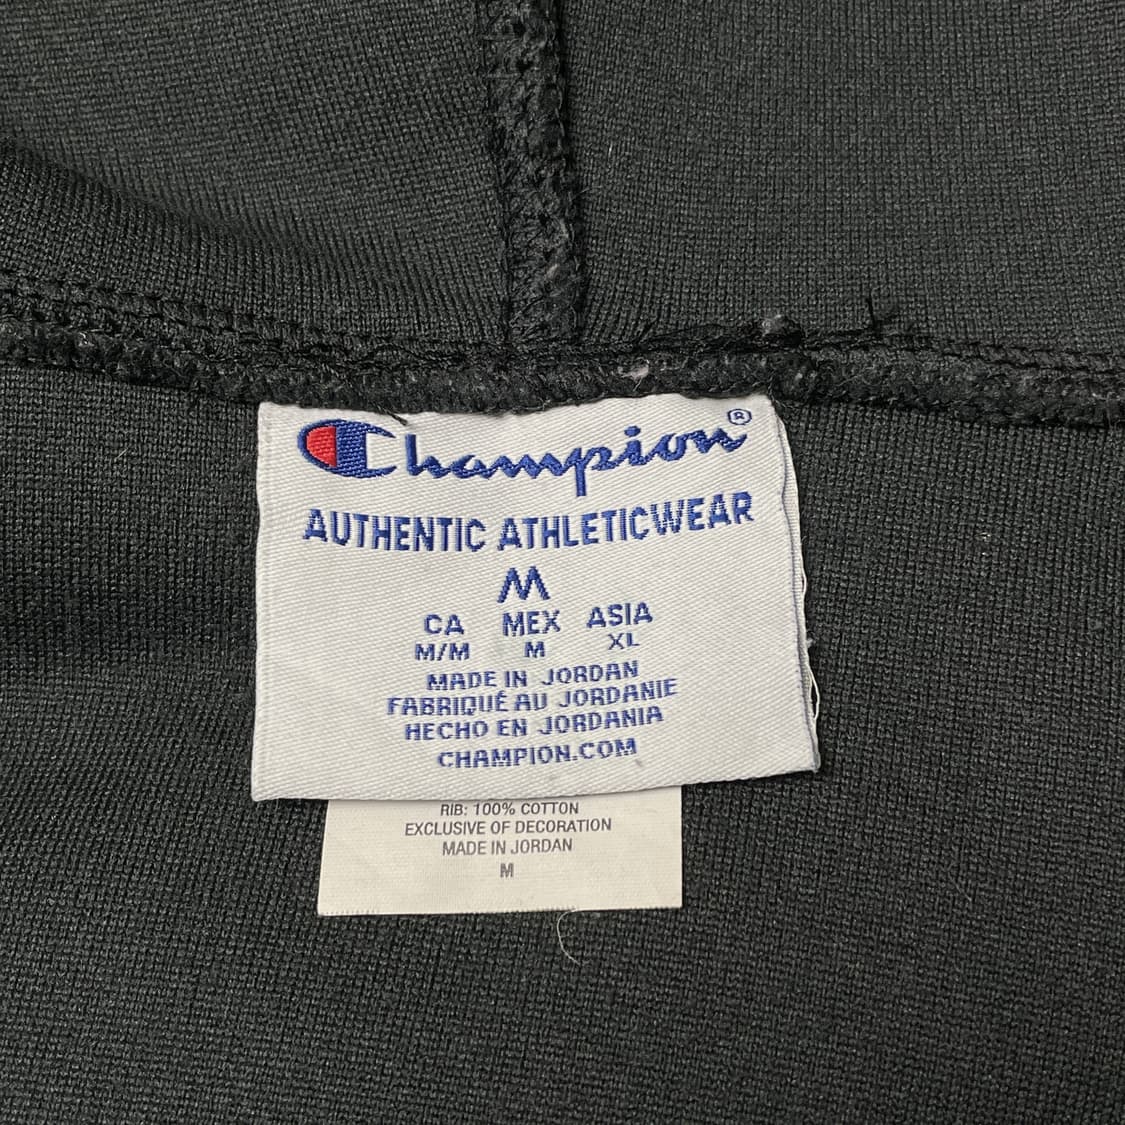 Champion®
AUTHENTIC ATHLETICWEAR
M
CA MEX ASIA
M/M M XL
MADE IN JORDAN
FABRIQUÉ AU JORDANIE
HECHO EN JORDANIA
CHAMPION.COM
RIB: 100% COTTON
EXCLUSIVE OF DECORATION
MADE IN JORDAN
M